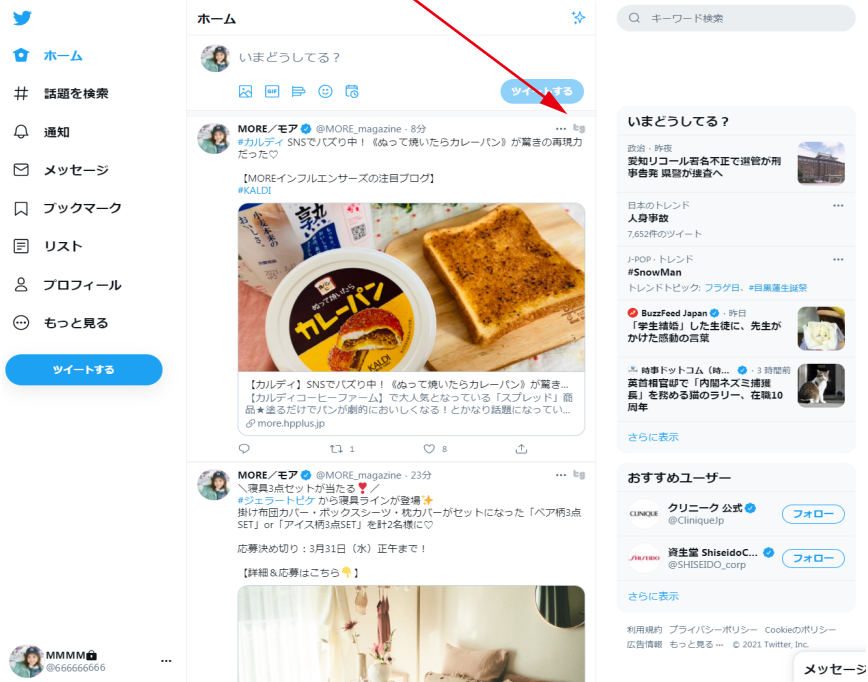 ホーム
話題を検索
通知
メッセージ
ブックマーク
リスト
プロフィール
もっと見る
ツイートする
MMMM
@666666666
ホーム
いまどうしてる？
GIF
ツイートする
MORE／モア @MORE_magazine · 8分
#カルディ SNSでバズり中！《ぬって焼いたらカレーパン》が驚きの再現力
だった♡
【MOREインフルエンサーズの注目ブログ】
#KALDI
熟
小麦本来の
おいしさ。
パン
ぬって焼いたら
カレーパン
KALDI
【カルディ】SNSでバズり中！《ぬって焼いたらカレーパン》が驚き...
【カルディコーヒーファーム】で大人気となっている「スプレッド」商
品★塗るだけでパンが劇的においしくなる！とかなり話題になってい...
more.hpplus.jp
1
8
MORE／モア @MORE_magazine · 23分
＼寝具3点セットが当たる❣／
#ジェラートピケ から寝具ラインが登場✨
掛け布団カバー・ボックスシーツ・枕カバーがセットになった「ベア柄3点
SET」or「アイス柄3点SET」を計2名様に♡
応募決め切り：3月31日（水）正午まで！
【詳細＆応募はこちら👇】
キーワード検索
いまどうしてる？
政治 · 昨夜
愛知リコール署名不正で選管が刑
事告発 県警が捜査へ
日本のトレンド
人身事故
7,652件のツイート
J-POP · トレンド
#SnowMan
トレンドトピック: フラゲ日、#目黒蓮生誕祭
BuzzFeed Japan · 昨日
「学生結婚」した生徒に、先生が
かけた感動の言葉
時事ドットコム（時... · 3 時間前
英首相官邸で「内閣ネズミ捕獲
長」を務める猫のラリー、在職10
周年
さらに表示
おすすめユーザー
CLINIQUE
クリニーク 公式
@CliniqueJp
フォロー
SHISEIDO
資生堂 ShiseidoC...
@SHISEIDO_corp
フォロー
さらに表示
利用規約 プライバシーポリシー Cookieのポリシー
広告情報 もっと見る ··· © 2021 Twitter, Inc.
メッセージ